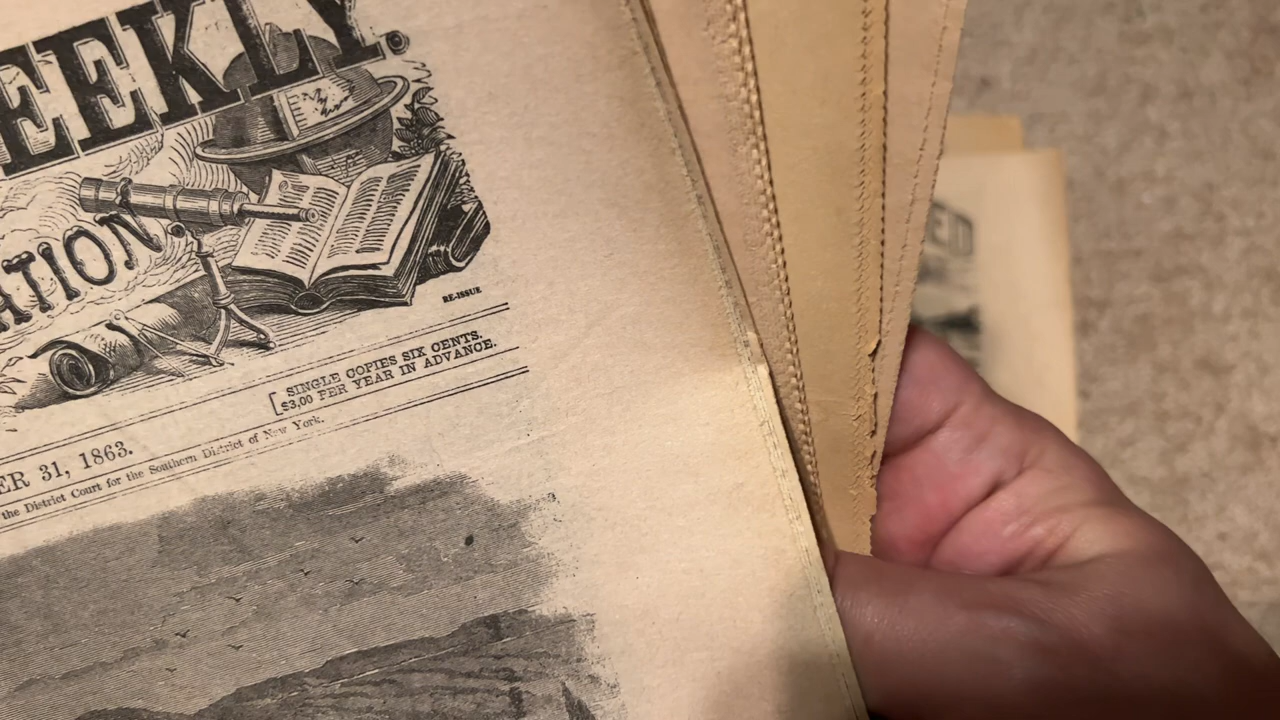 EEKLY.
ATION
RE-ISSUE
SINGLE COPIES SIX CENTS.
[$3,00 PER YEAR IN ADVANCE.
ER 31, 1863.
the District Court for the Southern District of New York.